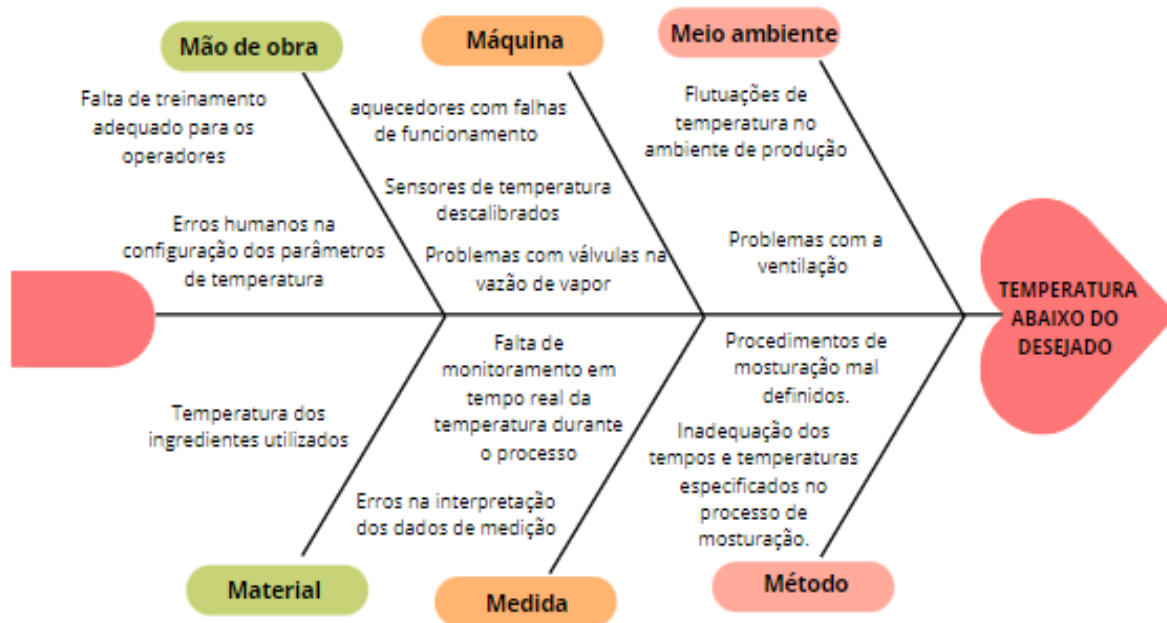 Mão de obra
Falta de treinamento
adequado para os
operadores
Erros humanos na
configuração dos parâmetros
de temperatura
Máquina
aquecedores com falhas
de funcionamento
Sensores de temperatura
descalibrados
Problemas com válvulas na
vazão de vapor
Meio ambiente
Flutuações de
temperatura no
ambiente de produção
Problemas com a
ventilação
TEMPERATURA
ABAIXO DO
DESEJADO
Temperatura dos
ingredientes utilizados
Material
Falta de
monitoramento em
tempo real da
temperatura durante
o processo
Erros na interpretação
dos dados de medição
Medida
Procedimentos de
mosturação mal
definidos.
Inadequação dos
tempos e temperaturas
especificados no
processo de
mosturação.
Método